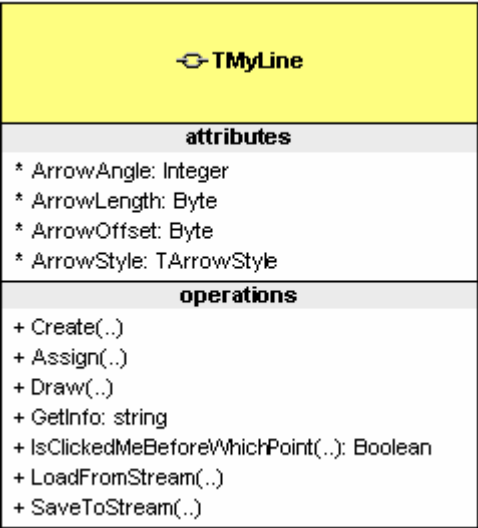 TMyLine
attributes
* ArrowAngle: Integer
* ArrowLength: Byte
* ArrowOffset: Byte
* ArrowStyle: TArrowStyle
operations
+ Create(..)
+ Assign(..)
+ Draw(..)
+ GetInfo: string
+ IsClickedMeBeforeWhichPoint(..): Boolean
+ LoadFromStream(..)
+ SaveToStream(..)